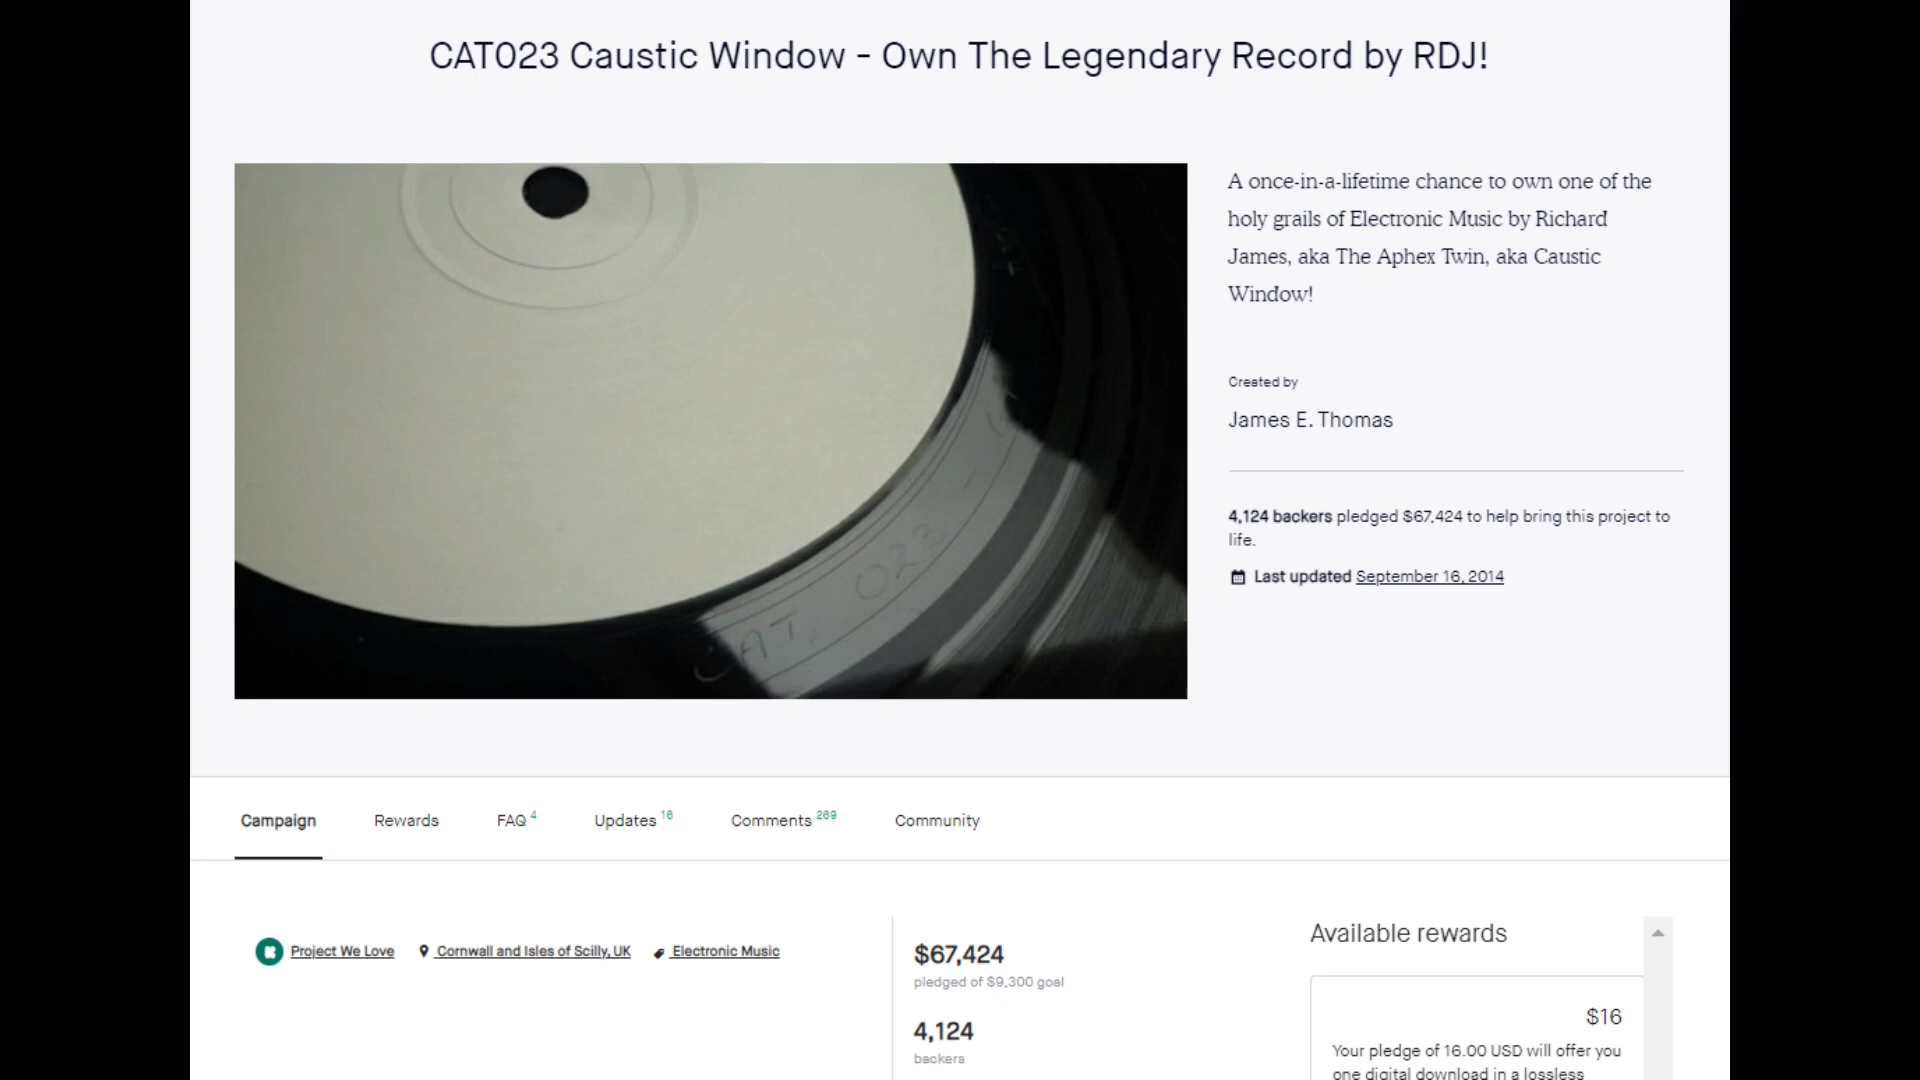 CAT023 Caustic Window - Own The Legendary Record by RDJ!
CAT. 023
A once-in-a-lifetime chance to own one of the
holy grails of Electronic Music by Richard
James, aka The Aphex Twin, aka Caustic
Window!
Created by
James E. Thomas
4,124 backers pledged $67,424 to help bring this project to
life.
Last updated September 16, 2014
Campaign Rewards FAQ 4 Updates 16 Comments 269 Community
Project We Love Cornwall and Isles of Scilly, UK Electronic Music
$67,424
pledged of $9,300 goal
4,124
backers
Available rewards
$16
Your pledge of 16.00 USD will offer you
one digital download in a lossless